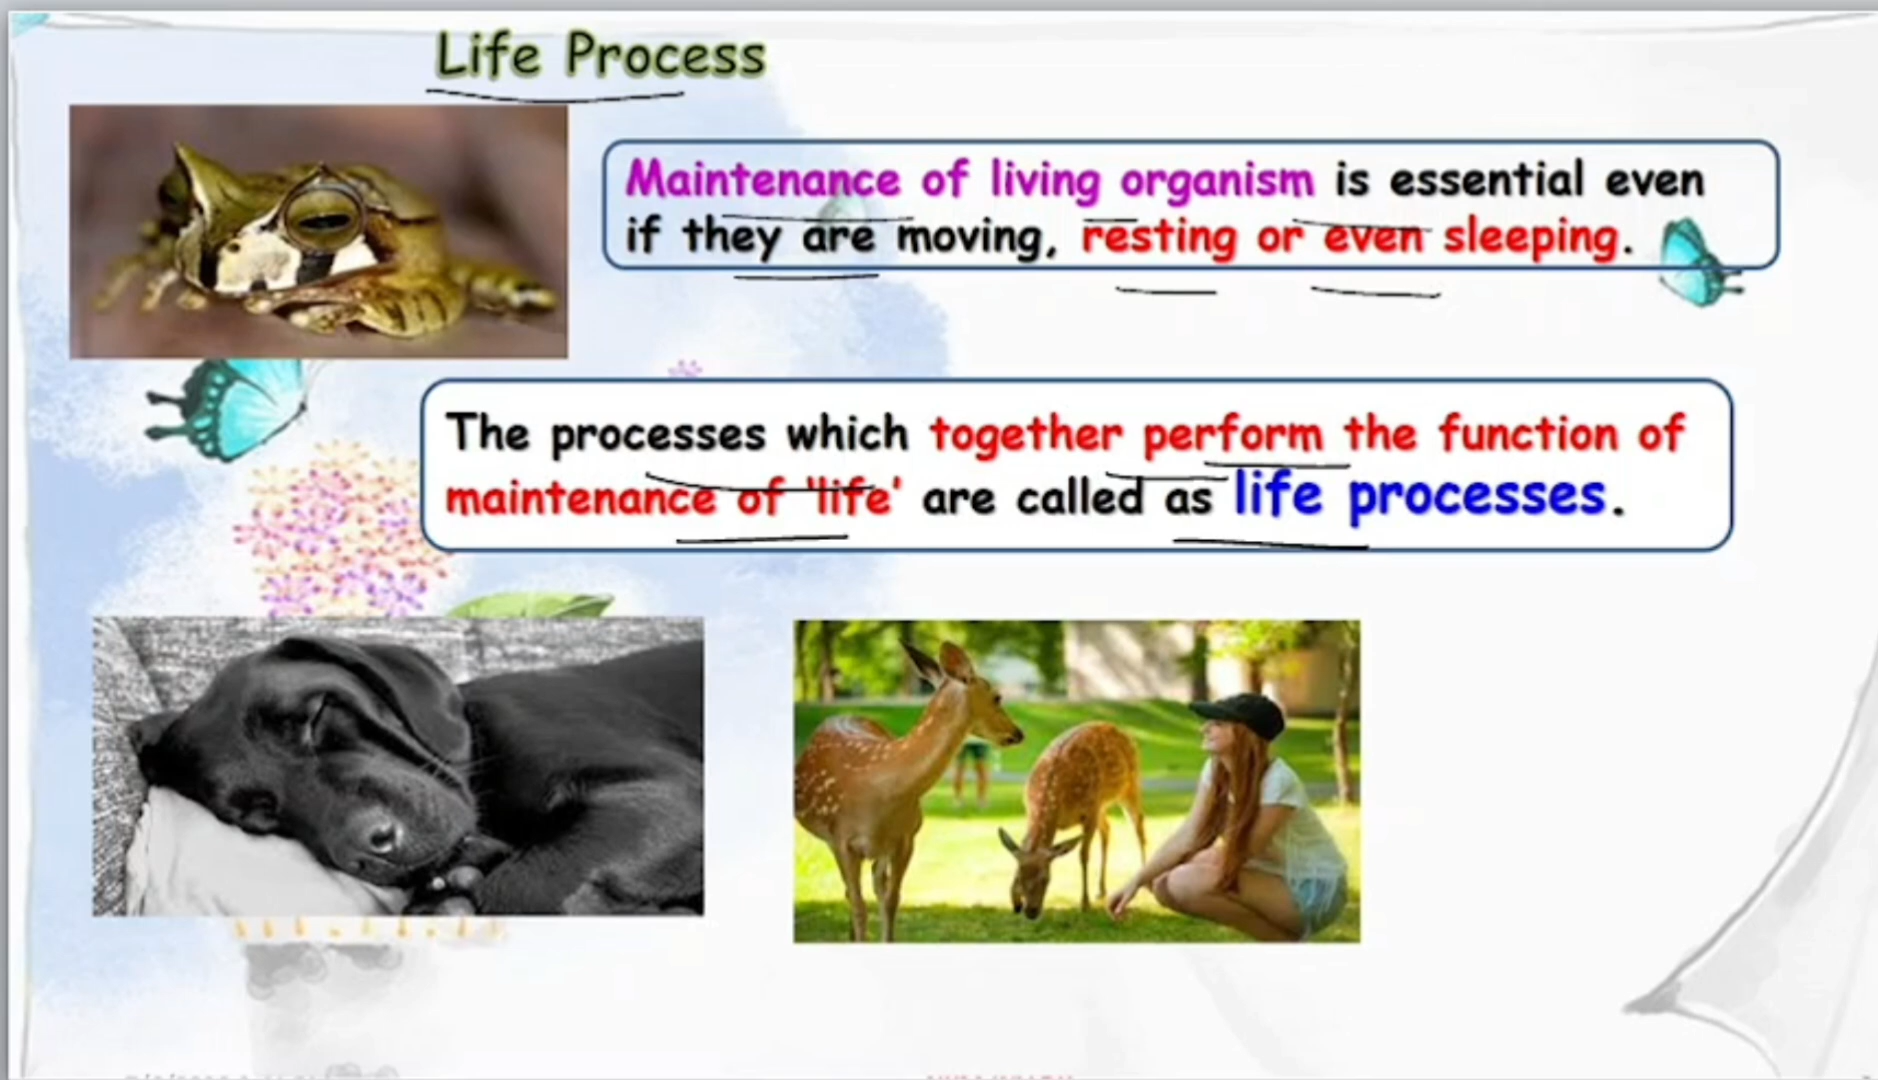 Life Process
Maintenance of living organism is essential even
if they are moving, resting or even sleeping.
The processes which together perform the function of
maintenance of 'life' are called as life processes.